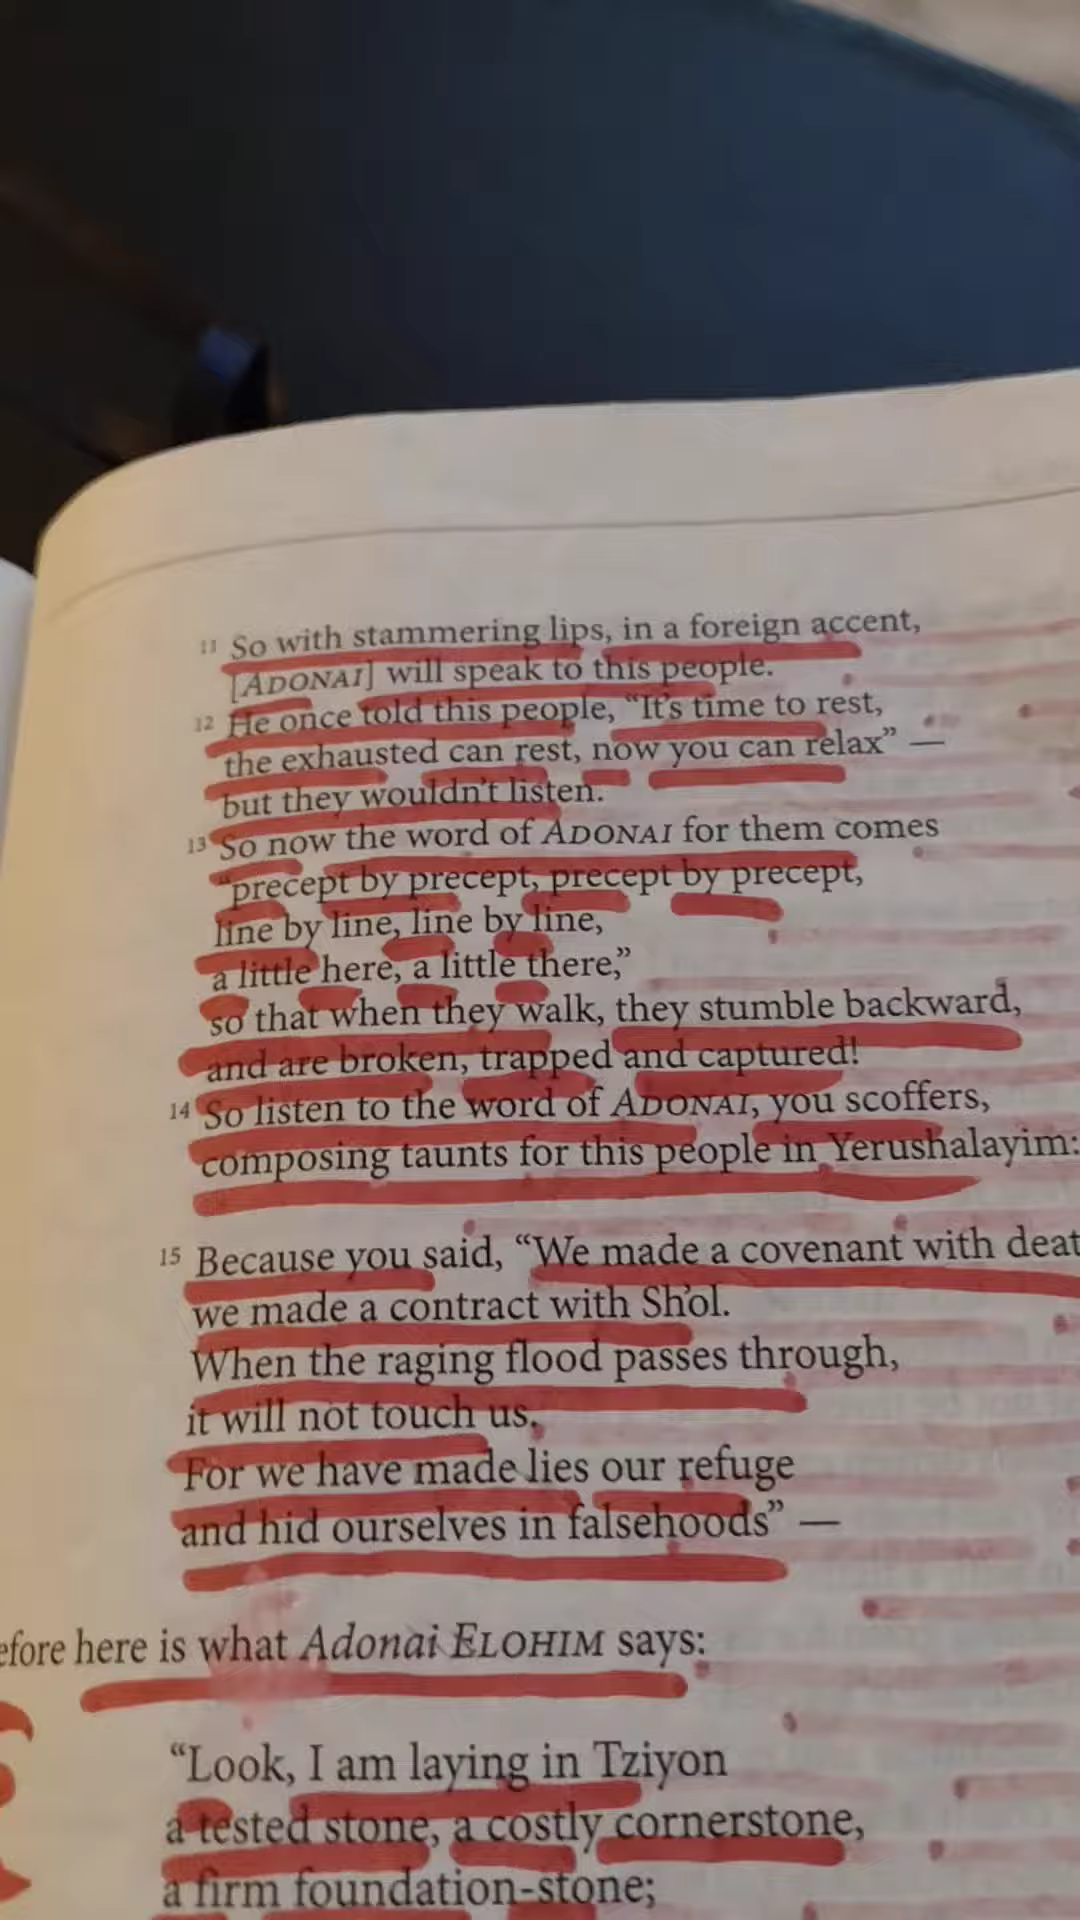 11 So with stammering lips, in a foreign accent,
[ADONAI] will speak to this people.
12 He once told this people, “It’s time to rest,
the exhausted can rest, now you can relax” —
but they wouldn’t listen.
13 So now the word of ADONAI for them comes
“precept by precept, precept by precept,
line by line, line by line,
a little here, a little there,”
so that when they walk, they stumble backward,
and are broken, trapped and captured!
14 So listen to the word of ADONAI, you scoffers,
composing taunts for this people in Yerushalayim:
15 Because you said, “We made a covenant with deat
we made a contract with Sh’ol.
When the raging flood passes through,
it will not touch us.
For we have made lies our refuge
and hid ourselves in falsehoods” —
efore here is what Adonai ELOHIM says:
“Look, I am laying in Tziyon
a tested stone, a costly cornerstone,
a firm foundation-stone;